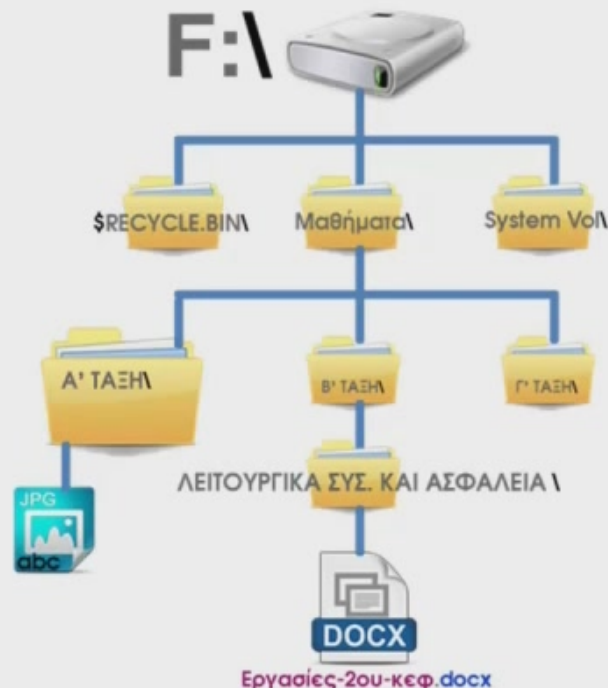 F:\
$RECYCLE.BIN\ Μαθήματα\ System Vol\
Α' ΤΑΞΗ\ Β' ΤΑΞΗ\ Γ' ΤΑΞΗ\
ΛΕΙΤΟΥΡΓΙΚΑ ΣΥΣ. ΚΑΙ ΑΣΦΑΛΕΙΑ \
JPG
abc
DOCX
Εργασίες-2ου-κεφ.docx